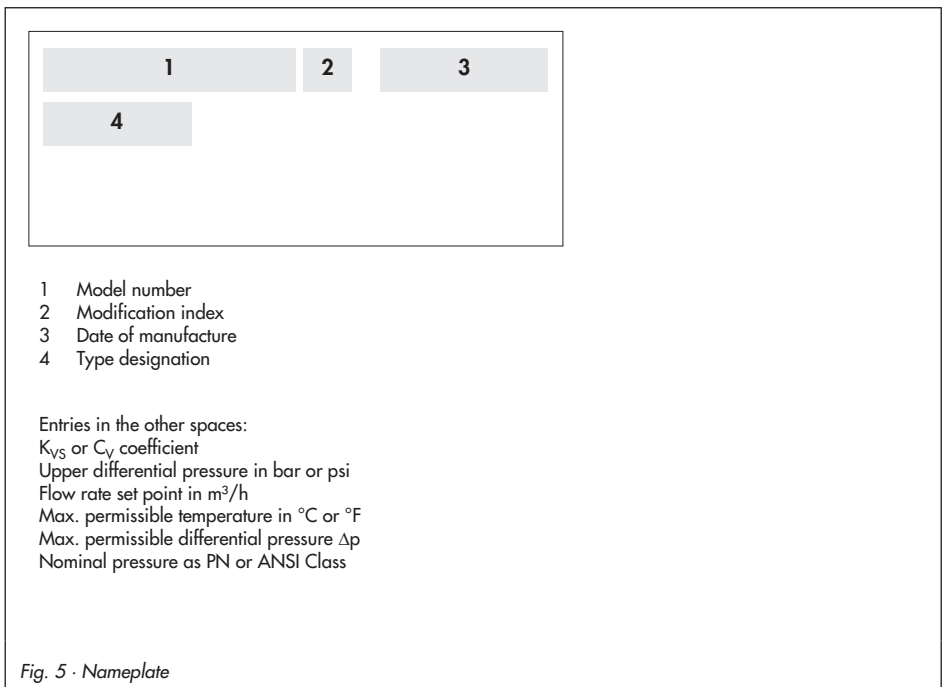 1 2 3
4
1 Model number
2 Modification index
3 Date of manufacture
4 Type designation
Entries in the other spaces:
KVS or CV coefficient
Upper differential pressure in bar or psi
Flow rate set point in m³/h
Max. permissible temperature in °C or °F
Max. permissible differential pressure Δp
Nominal pressure as PN or ANSI Class
Fig. 5 · Nameplate